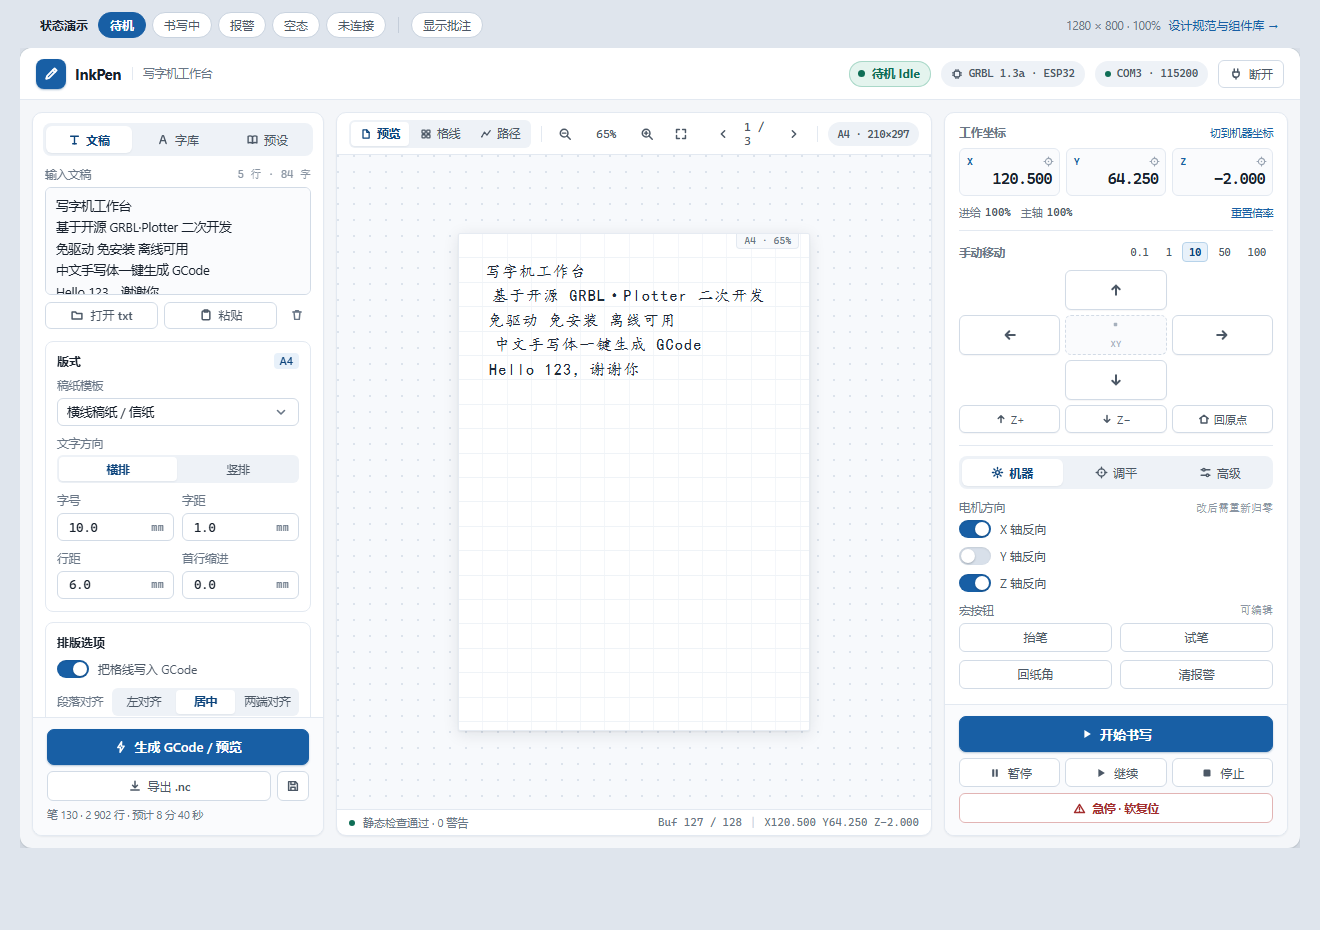 状态演示 待机 书写中 报警 空态 未连接 显示批注 1280 × 800 · 100% 设计规范与组件库 →
InkPen 写字机工作台 待机 Idle GRBL 1.3a · ESP32 COM3 · 115200 断开
文稿 字库 预设
输入文稿 5 行 · 84 字
写字机工作台
基于开源 GRBL-Plotter 二次开发
免驱动 免安装 离线可用
中文手写体一键生成 GCode
Hello 123，谢谢你
打开 txt 粘贴
版式 A4
稿纸模板
横线稿纸 / 信纸
文字方向
横排 竖排
字号 字距
10.0 mm 1.0 mm
行距 首行缩进
6.0 mm 0.0 mm
排版选项
把格线写入 GCode
段落对齐 左对齐 居中 两端对齐
生成 GCode / 预览
导出 .nc
笔 130 · 2 902 行 · 预计 8 分 40 秒
预览 格线 路径 65% 1 / 3 A4 · 210×297
A4 · 65%
写字机工作台
基于开源 GRBL·Plotter 二次开发
免驱动 免安装 离线可用
中文手写体一键生成 GCode
Hello 123，谢谢你
静态检查通过 · 0 警告 Buf 127 / 128 | X120.500 Y64.250 Z−2.000
工作坐标 切到机器坐标
X Y Z
120.500 64.250 −2.000
进给 100% 主轴 100% 重置倍率
手动移动 0.1 1 10 50 100
XY
Z+ Z− 回原点
机器 调平 高级
电机方向 改后需重新归零
X 轴反向
Y 轴反向
Z 轴反向
宏按钮 可编辑
抬笔 试笔
回纸角 清报警
开始书写
暂停 继续 停止
急停 · 软复位